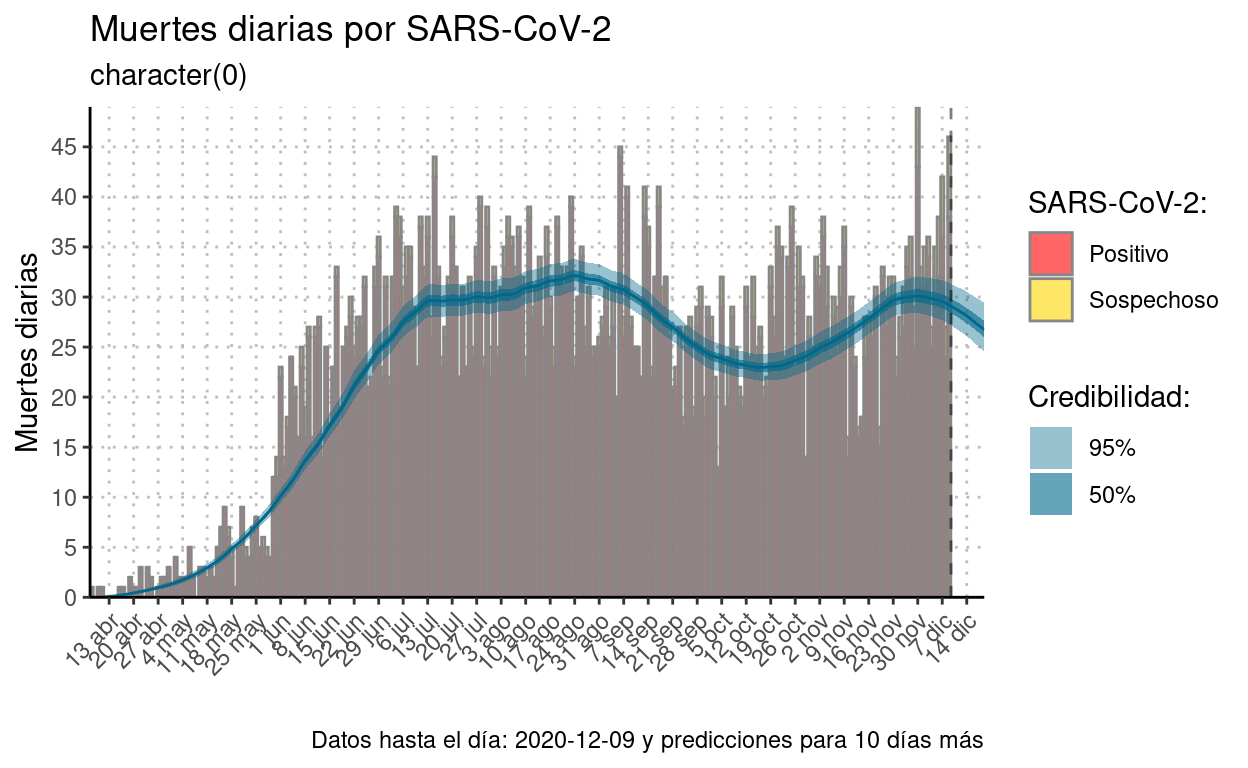 Muertes diarias por SARS-CoV-2
character(0)
Muertes diarias
45
40
35
30
25
20
15
10
5
0
13 abr
20 abr
27 abr
4 may
11 may
18 may
25 may
1 jun
8 jun
15 jun
22 jun
29 jun
6 jul
13 jul
20 jul
27 jul
3 ago
10 ago
17 ago
24 ago
31 ago
7 sep
14 sep
21 sep
28 sep
5 oct
12 oct
19 oct
26 oct
2 nov
9 nov
16 nov
23 nov
30 nov
7 dic
14 dic
SARS-CoV-2:
Positivo
Sospechoso
Credibilidad:
95%
50%
Datos hasta el día: 2020-12-09 y predicciones para 10 días más